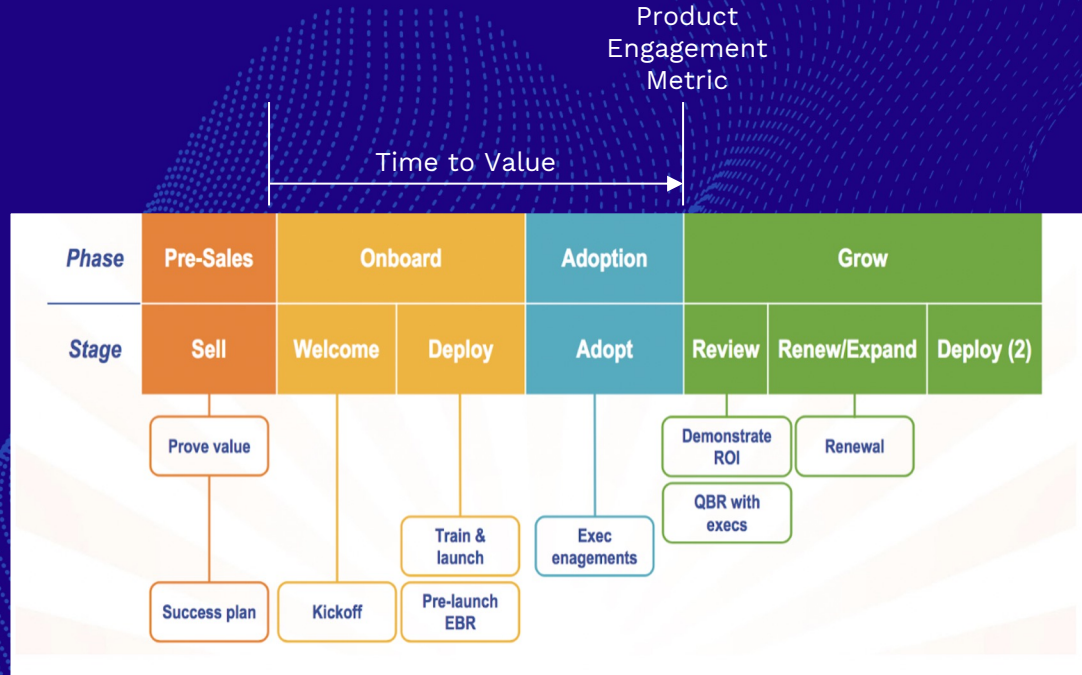 Product
Engagement
Metric
Time to Value
Phase
Pre-Sales
Onboard
Adoption
Grow
Stage
Sell
Welcome
Deploy
Adopt
Review
Renew/Expand
Deploy (2)
Prove value
Demonstrate
ROI
Renewal
QBR with
execs
Train &
launch
Exec
enagements
Success plan
Kickoff
Pre-launch
EBR